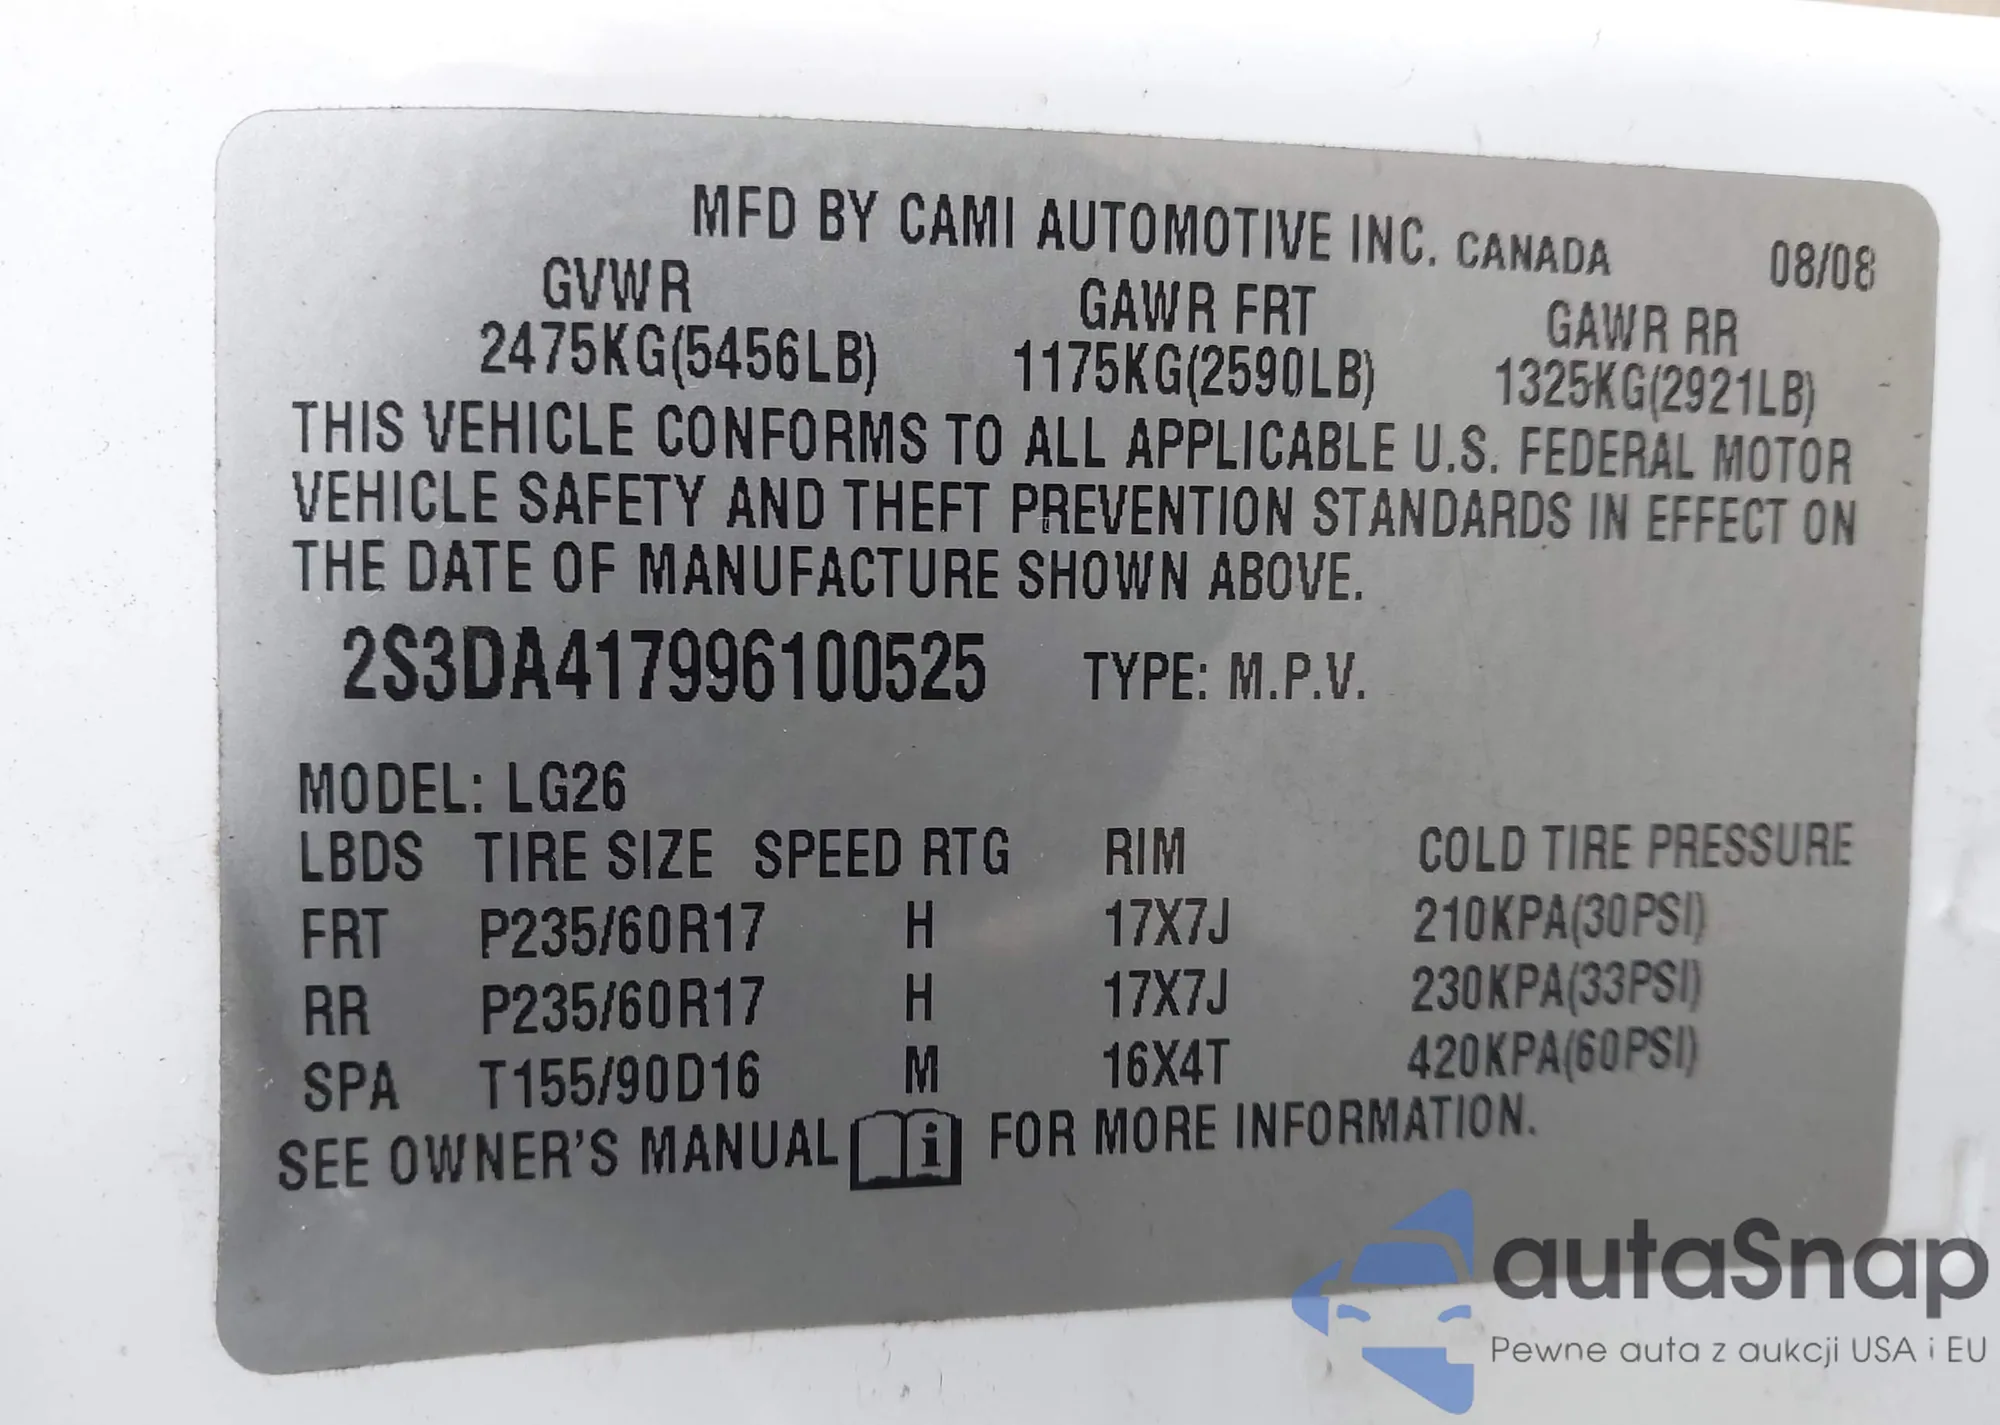 MFD BY CAMI AUTOMOTIVE INC. CANADA 08/08
GVWR GAWR FRT GAWR RR
2475KG(5456LB) 1175KG(2590LB) 1325KG(2921LB)
THIS VEHICLE CONFORMS TO ALL APPLICABLE U.S. FEDERAL MOTOR
VEHICLE SAFETY AND THEFT PREVENTION STANDARDS IN EFFECT ON
THE DATE OF MANUFACTURE SHOWN ABOVE.
2S3DA417996100525 TYPE: M.P.V.
MODEL: LG26
LBDS TIRE SIZE SPEED RTG RIM COLD TIRE PRESSURE
FRT P235/60R17 H 17X7J 210KPA(30PSI)
RR P235/60R17 H 17X7J 230KPA(33PSI)
SPA T155/90D16 M 16X4T 420KPA(60PSI)
SEE OWNER'S MANUAL i FOR MORE INFORMATION.
autaSnap
Pewne auta z aukcji USA i EU